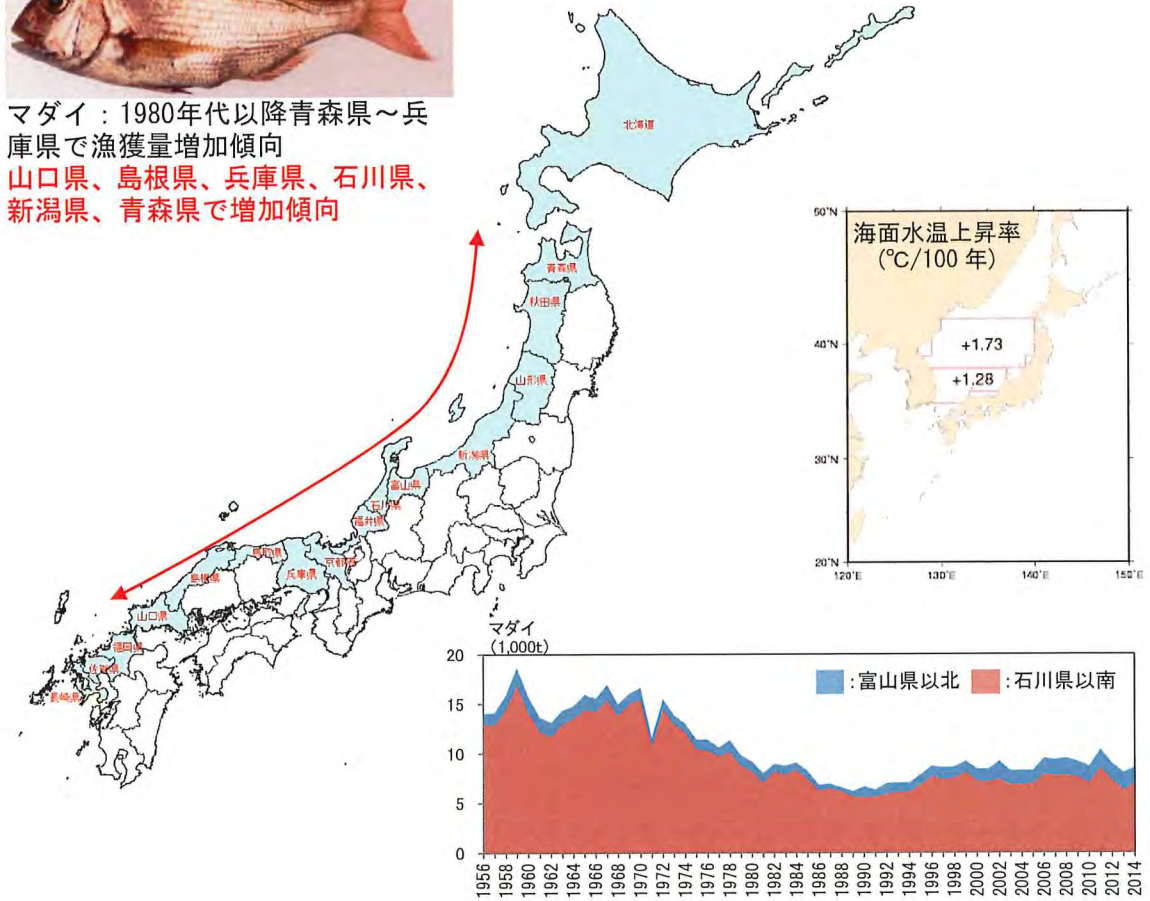 マダイ：1980年代以降青森県～兵
庫県で漁獲量増加傾向
山口県、島根県、兵庫県、石川県、
新潟県、青森県で増加傾向
北海道
青森県
秋田県
山形県
新潟県
富山県
石川県
福井県
京都府
兵庫県
鳥取県
島根県
山口県
福岡県
佐賀県
長崎県
海面水温上昇率
(℃/100 年)
50°N
40°N
30°N
20°N
120°E
130°E
140°E
150°E
+1.73
+1.28
マダイ
(1,000t)
20
15
10
5
0
:富山県以北
:石川県以南
1956
1958
1960
1962
1964
1966
1968
1970
1972
1974
1976
1978
1980
1982
1984
1986
1988
1990
1992
1994
1996
1998
2000
2002
2004
2006
2008
2010
2012
2014